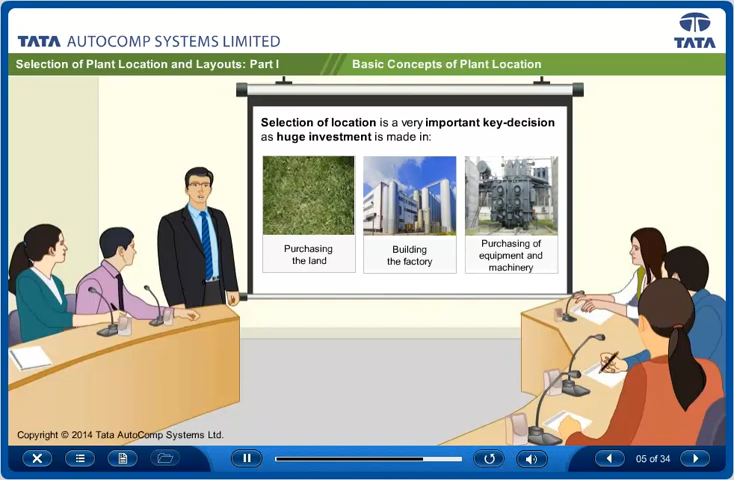 TATA AUTOCOMP SYSTEMS LIMITED
TATA
Selection of Plant Location and Layouts: Part I
Basic Concepts of Plant Location
Selection of location is a very important key-decision
as huge investment is made in:
Purchasing
the land
Building
the factory
Purchasing of
equipment and
machinery
Copyright © 2014 Tata AutoComp Systems Ltd.
05 of 34